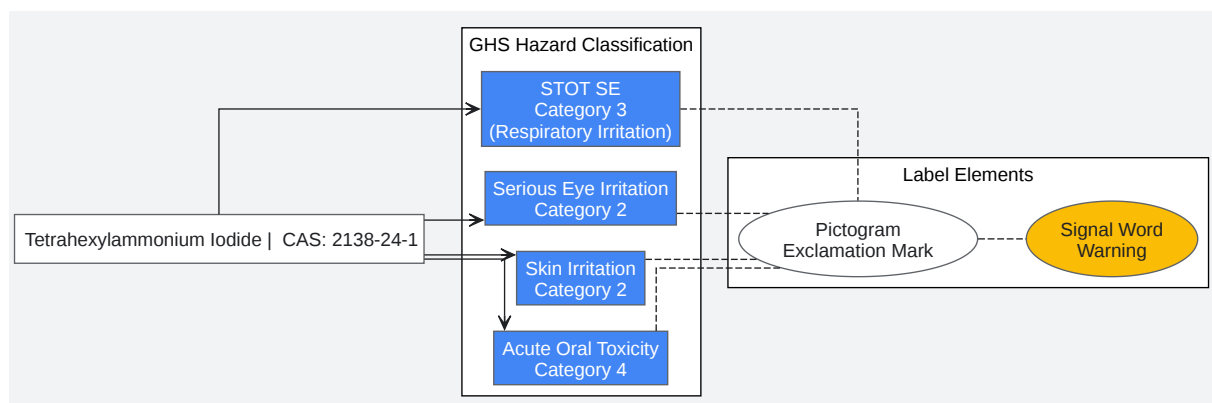 GHS Hazard Classification
STOT SE
Category 3
(Respiratory Irritation)
Serious Eye Irritation
Category 2
Tetrahexylammonium Iodide |  CAS: 2138-24-1
Skin Irritation
Category 2
Acute Oral Toxicity
Category 4
Label Elements
Pictogram
Exclamation Mark
Signal Word
Warning